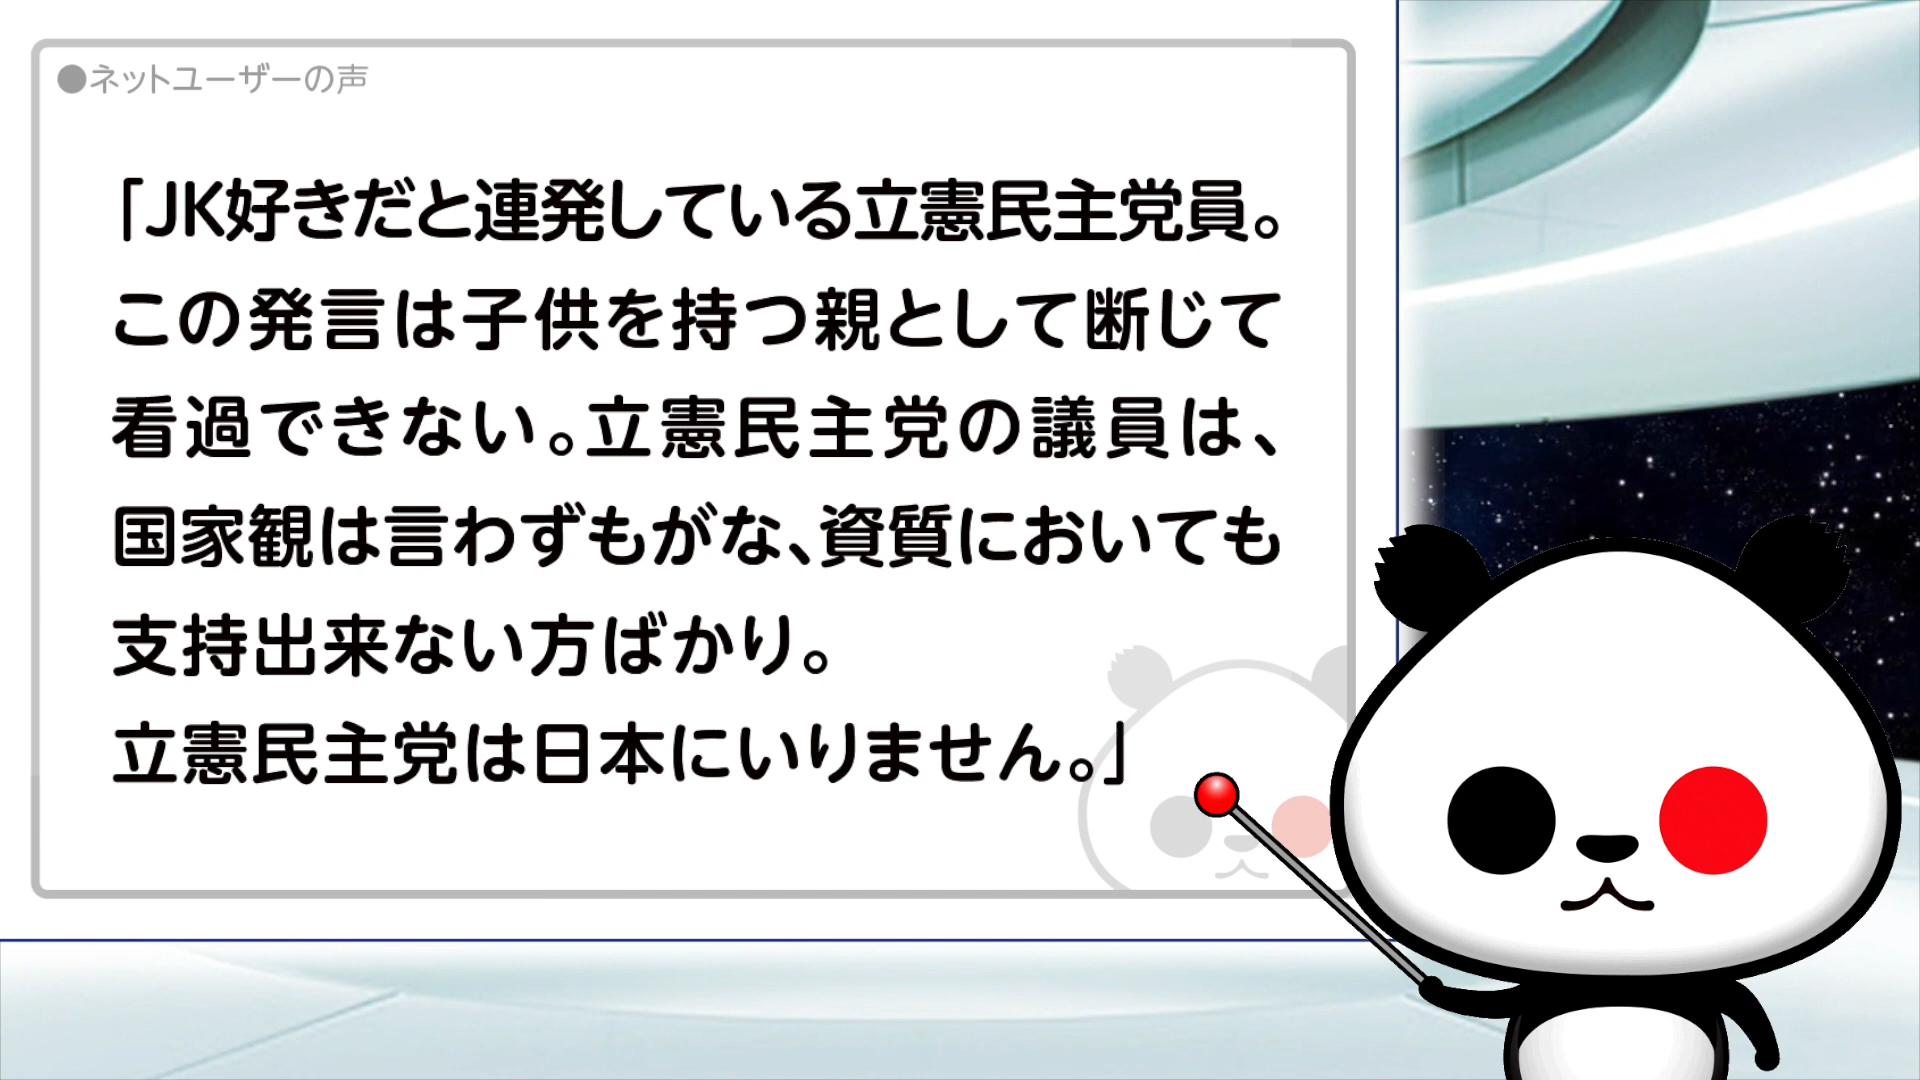 ●ネットユーザーの声
「JK好きだと連発している立憲民主党員。
この発言は子供を持つ親として断じて
看過できない。立憲民主党の議員は、
国家観は言わずもがな、資質においても
支持出来ない方ばかり。
立憲民主党は日本にいりません。」